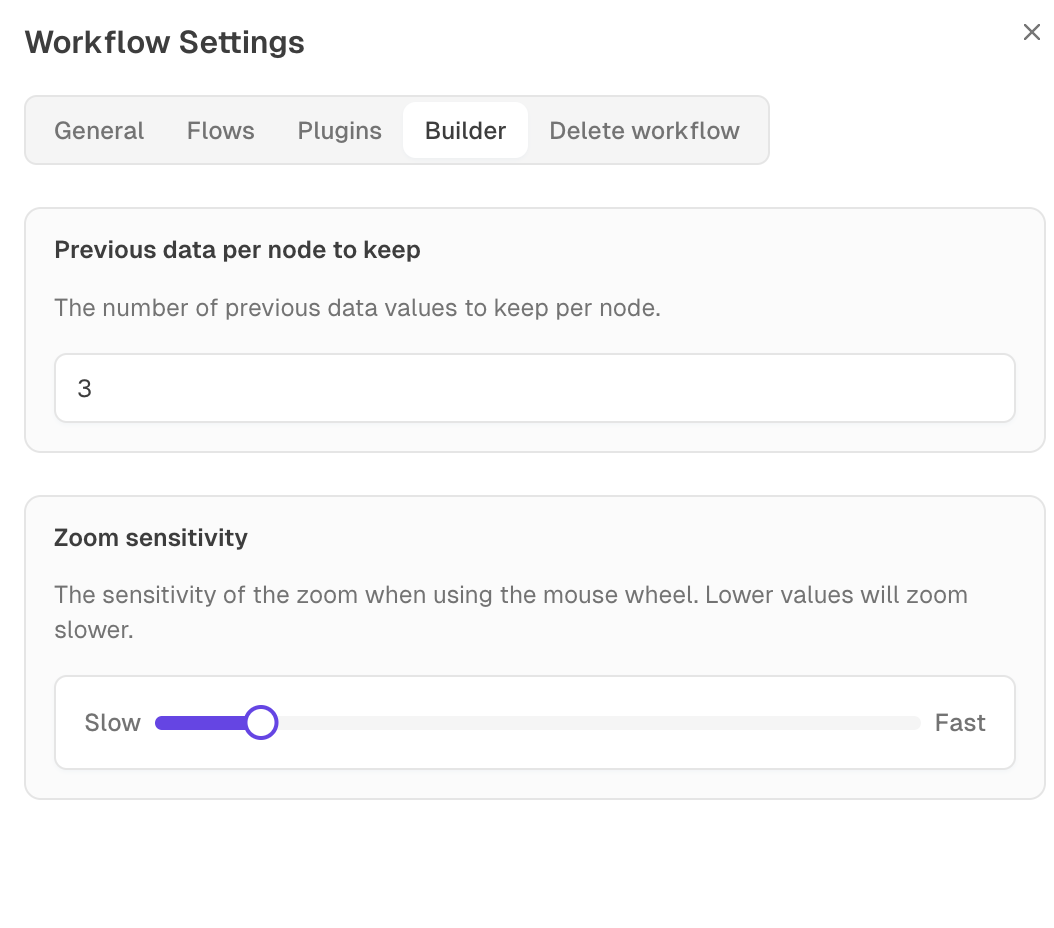 Workflow Settings
General Flows Plugins Builder Delete workflow
Previous data per node to keep
The number of previous data values to keep per node.
3
Zoom sensitivity
The sensitivity of the zoom when using the mouse wheel. Lower values will zoom
slower.
Slow Fast